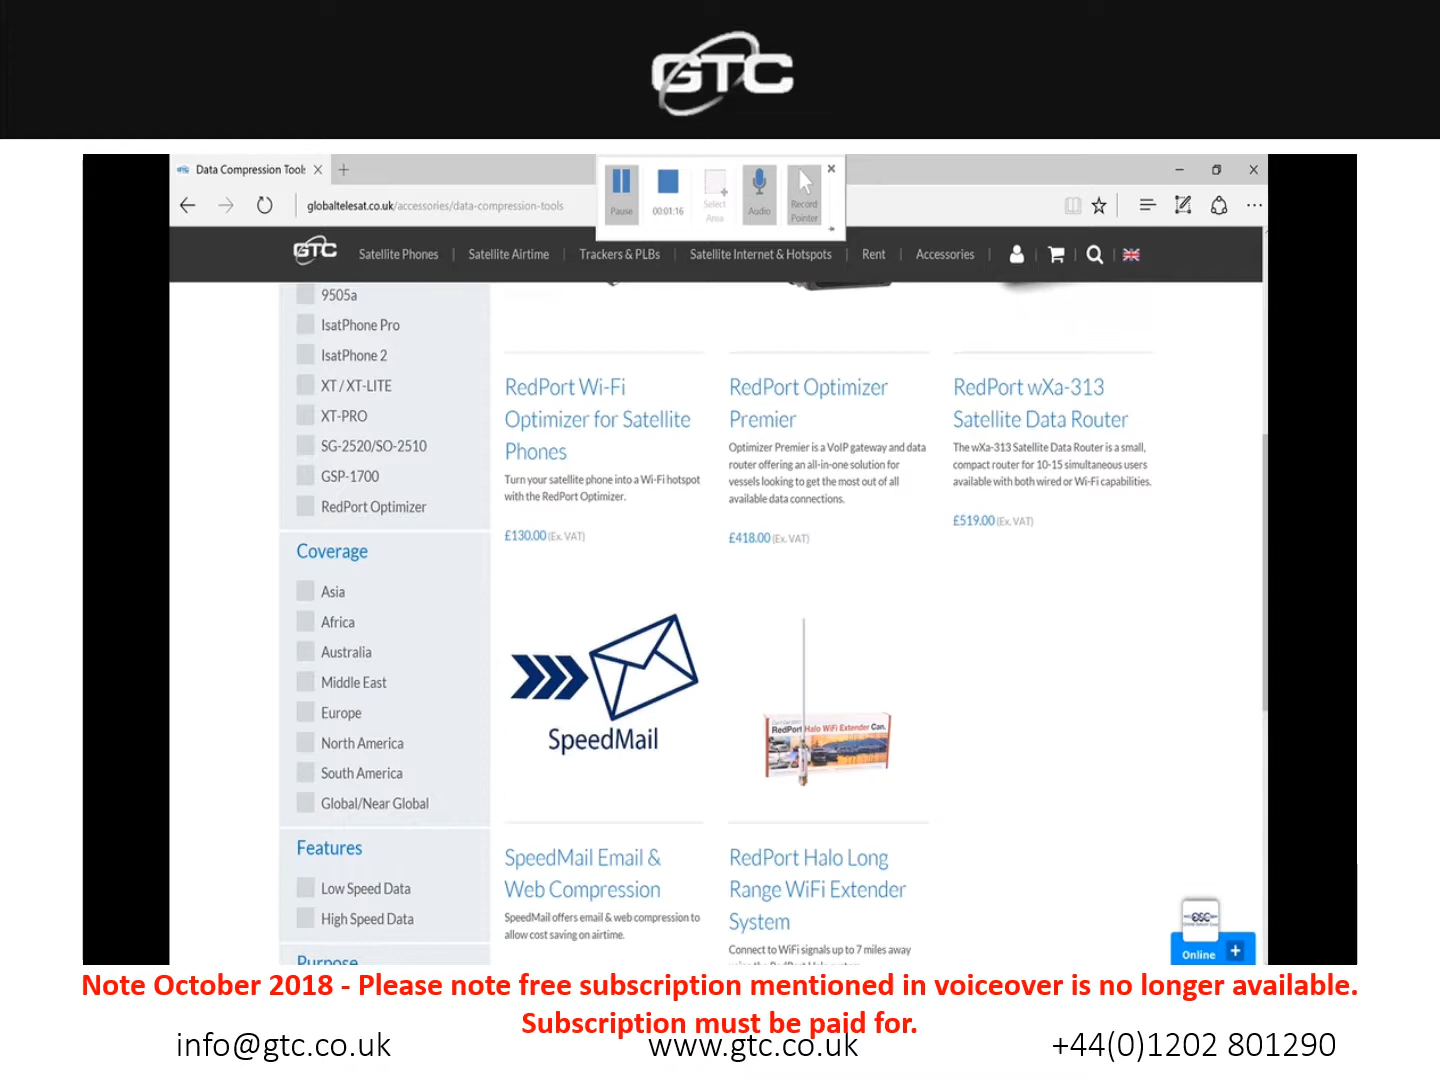 GTC
Data Compression Tools
Pause
00:01:16
Select
Area
Audio
Record
Pointer
globaltelesat.co.uk/accessories/data-compression-tools
GTC
Satellite Phones
Satellite Airtime
Trackers & PLBs
Satellite Internet & Hotspots
Rent
Accessories
9505a
IsatPhone Pro
IsatPhone 2
XT / XT-LITE
XT-PRO
SG-2520/SO-2510
GSP-1700
RedPort Optimizer
Coverage
Asia
Africa
Australia
Middle East
Europe
North America
South America
Global/Near Global
Features
Low Speed Data
High Speed Data
Purpose
RedPort Wi-Fi
Optimizer for Satellite
Phones
Turn your satellite phone into a Wi-Fi hotspot
with the RedPort Optimizer.
£130.00 (Ex. VAT)
RedPort Optimizer
Premier
Optimizer Premier is a VoIP gateway and data
router offering an all-in-one solution for
vessels looking to get the most out of all
available data connections.
£418.00 (Ex. VAT)
RedPort wXa-313
Satellite Data Router
The wXa-313 Satellite Data Router is a small,
compact router for 10-15 simultaneous users
available with both wired or Wi-Fi capabilities.
£519.00 (Ex. VAT)
SpeedMail
RedPort Halo WiFi Extender Can.
SpeedMail Email &
Web Compression
SpeedMail offers email & web compression to
allow cost saving on airtime.
RedPort Halo Long
Range WiFi Extender
System
Connect to WiFi signals up to 7 miles away
Online
Note October 2018 - Please note free subscription mentioned in voiceover is no longer available.
Subscription must be paid for.
info@gtc.co.uk
www.gtc.co.uk
+44(0)1202 801290